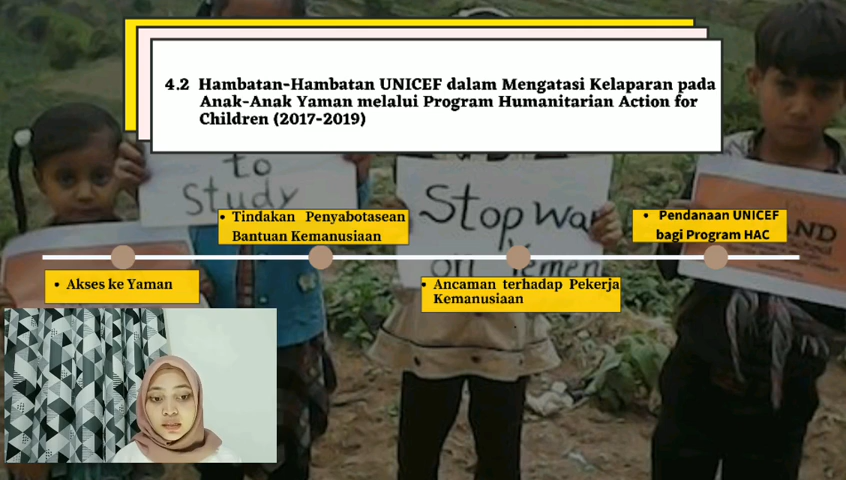 4.2 Hambatan-Hambatan UNICEF dalam Mengatasi Kelaparan pada
Anak-Anak Yaman melalui Program Humanitarian Action for
Children (2017-2019)
to
Study
Stop war
on Yemen
• Tindakan Penyabotasean
Bantuan Kemanusiaan
• Pendanaan UNICEF
bagi Program HAC
• Akses ke Yaman
• Ancaman terhadap Pekerja
Kemanusiaan